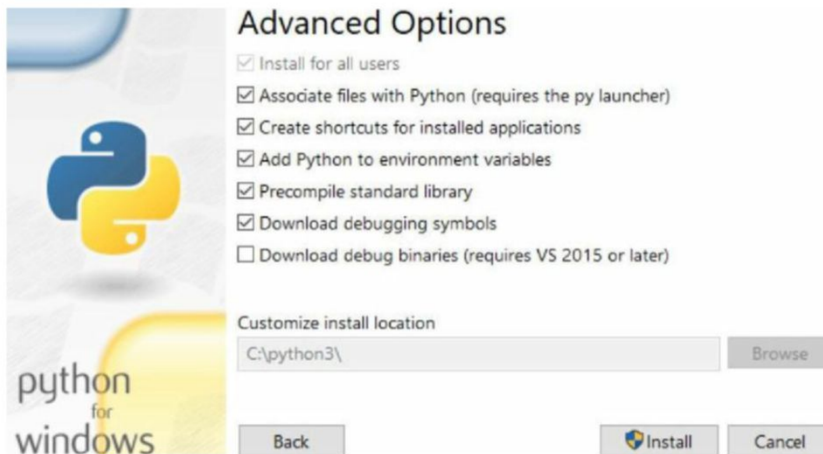 Advanced Options
Install for all users
Associate files with Python (requires the py launcher)
Create shortcuts for installed applications
Add Python to environment variables
Precompile standard library
Download debugging symbols
Download debug binaries (requires VS 2015 or later)
Customize install location
C:\python3\ Browse
python
for
windows
Back Install Cancel